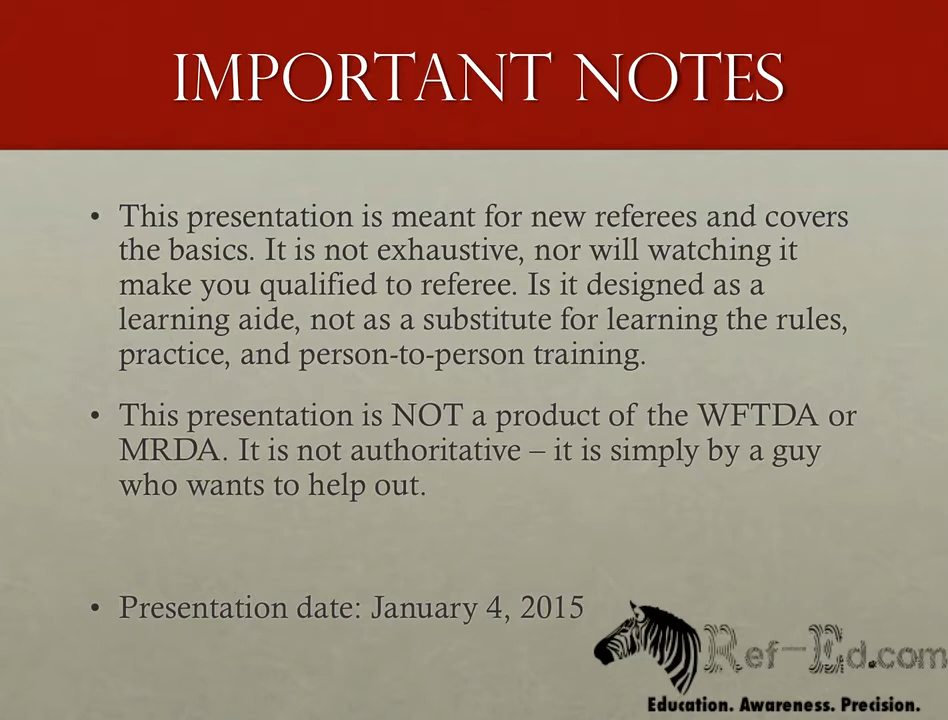 IMPORTANT NOTES
• This presentation is meant for new referees and covers
the basics. It is not exhaustive, nor will watching it
make you qualified to referee. Is it designed as a
learning aide, not as a substitute for learning the rules,
practice, and person-to-person training.
• This presentation is NOT a product of the WFTDA or
MRDA. It is not authoritative – it is simply by a guy
who wants to help out.
• Presentation date: January 4, 2015
Ref-Ed.com
Education. Awareness. Precision.